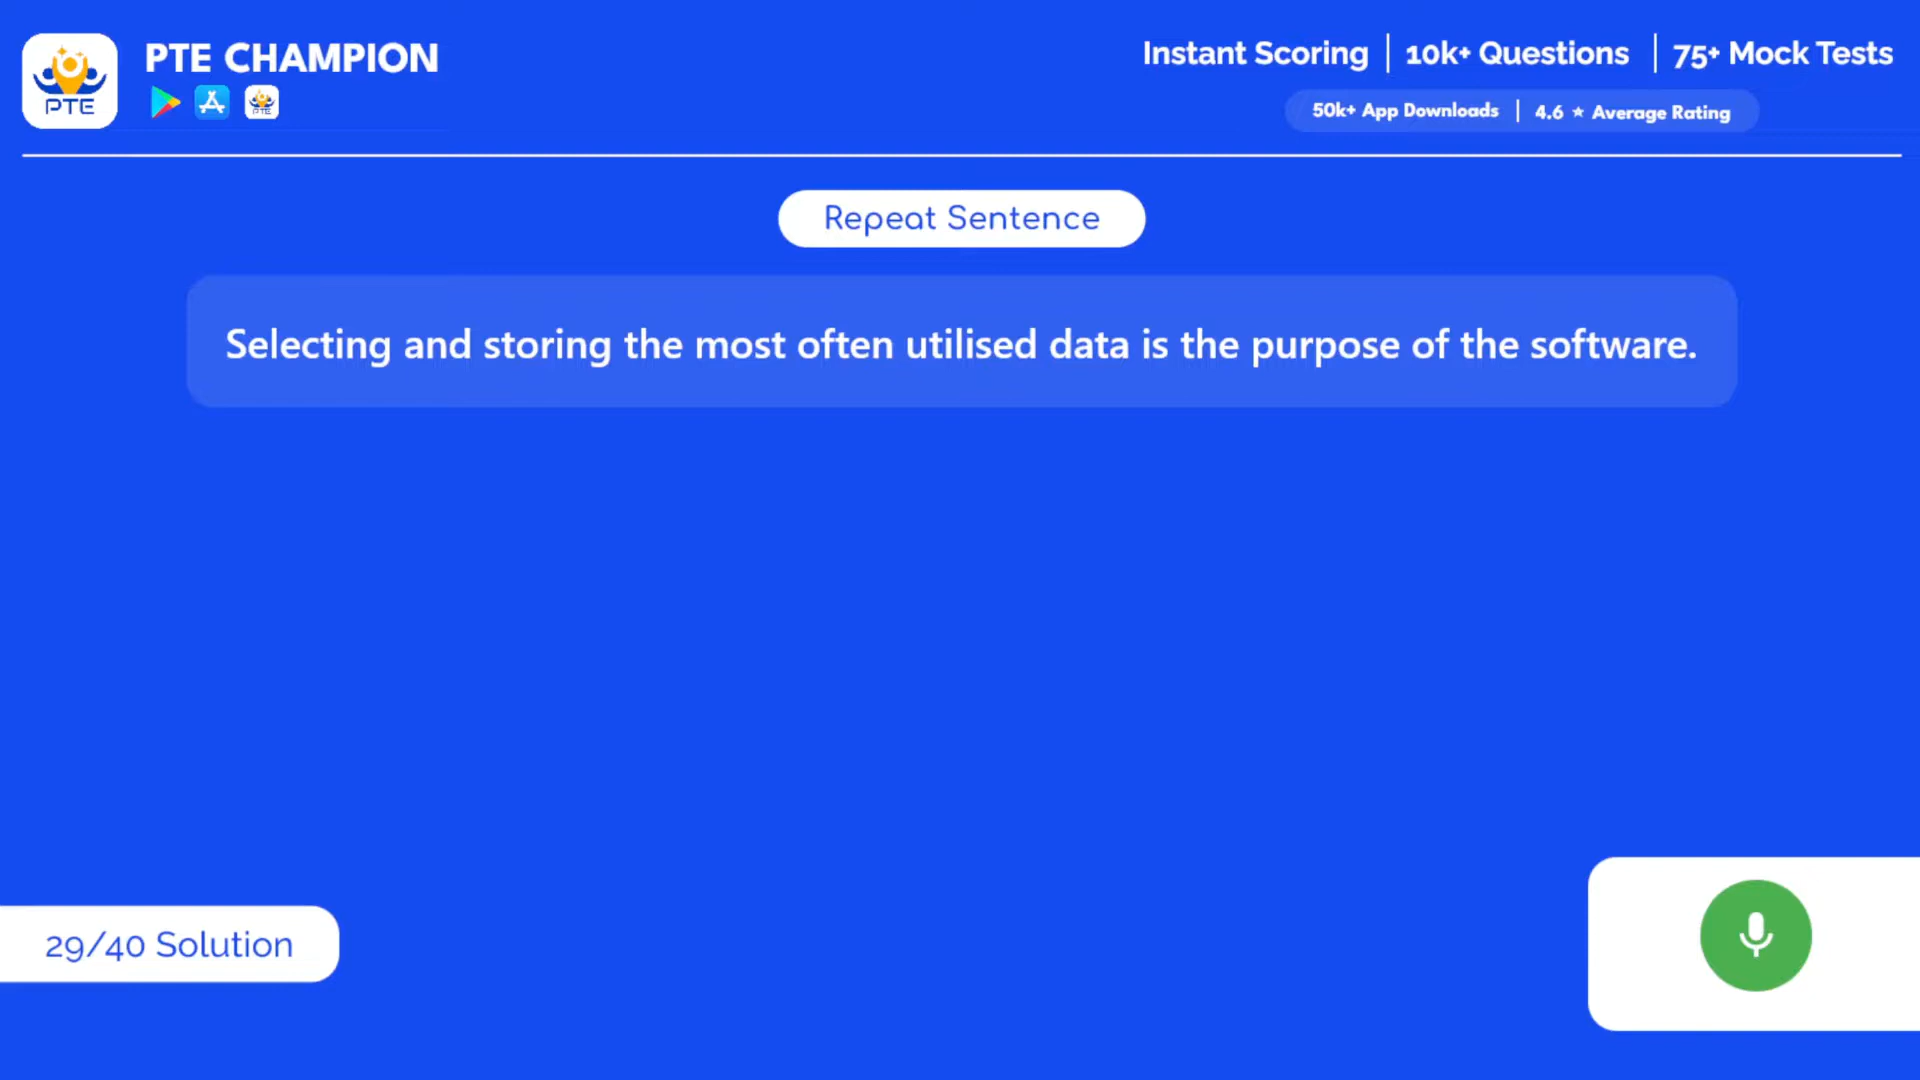 PTE CHAMPION
PTE
PTE
Instant Scoring | 10k+ Questions | 75+ Mock Tests
50k+ App Downloads | 4.6 ★ Average Rating
Repeat Sentence
Selecting and storing the most often utilised data is the purpose of the software.
29/40 Solution